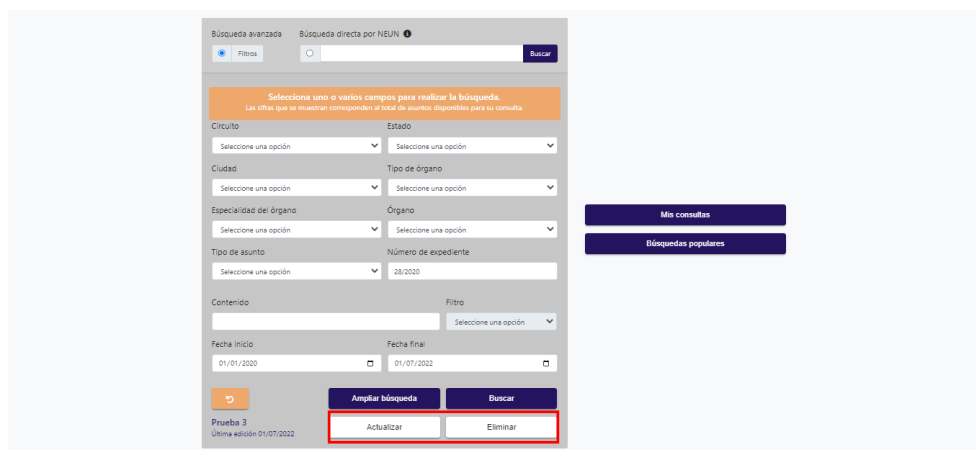 Búsqueda avanzada Búsqueda directa por NEUN
Filtros Buscar
Selecciona uno o varios campos para realizar la búsqueda.
Las cifras que se muestran corresponden al total de asuntos disponibles para su consulta.
Circuito Estado
Seleccione una opción Seleccione una opción
Ciudad Tipo de órgano
Seleccione una opción Seleccione una opción
Especialidad del órgano Órgano
Seleccione una opción Seleccione una opción
Mis consultas
Búsquedas populares
Tipo de asunto Número de expediente
Seleccione una opción 28/2020
Contenido Filtro
Seleccione una opción
Fecha inicio Fecha final
01/01/2020 01/07/2022
Ampliar búsqueda Buscar
Prueba 3
Última edición 01/07/2022
Actualizar Eliminar